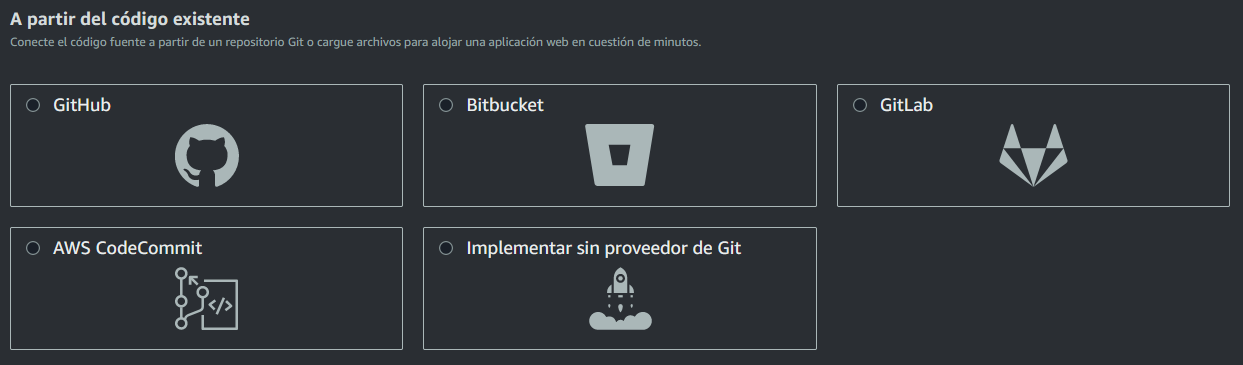 A partir del código existente
Conecte el código fuente a partir de un repositorio Git o cargue archivos para alojar una aplicación web en cuestión de minutos.
GitHub
Bitbucket
GitLab
AWS CodeCommit
Implementar sin proveedor de Git